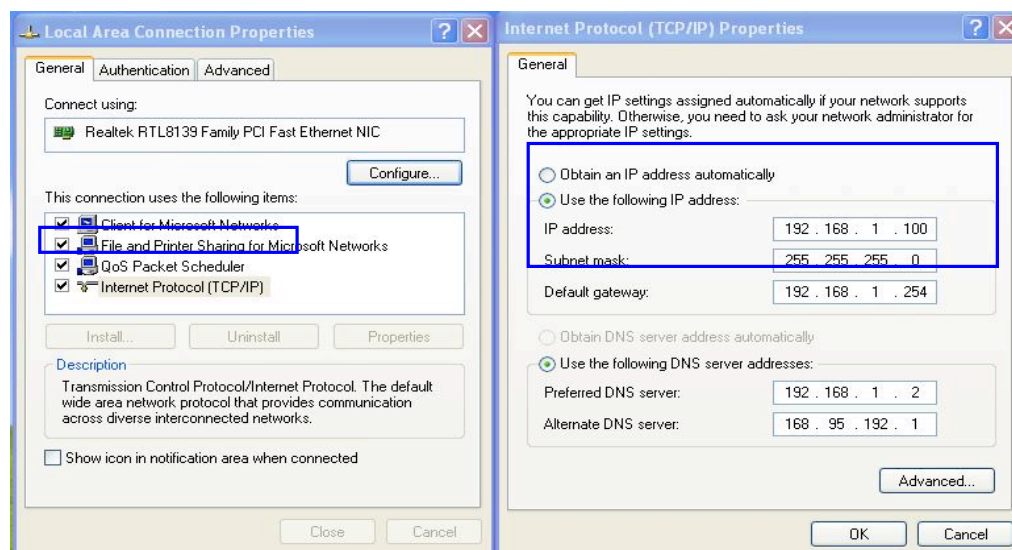 Local Area Connection Properties
General Authentication Advanced
Connect using:
Realtek RTL8139 Family PCI Fast Ethernet NIC
Configure...
This connection uses the following items:
Client for Microsoft Networks
File and Printer Sharing for Microsoft Networks
QoS Packet Scheduler
Internet Protocol (TCP/IP)
Install... Uninstall Properties
Description
Transmission Control Protocol/Internet Protocol. The default
wide area network protocol that provides communication
across diverse interconnected networks.
Show icon in notification area when connected
Close Cancel
Internet Protocol (TCP/IP) Properties
General
You can get IP settings assigned automatically if your network supports
this capability. Otherwise, you need to ask your network administrator for
the appropriate IP settings.
Obtain an IP address automatically
Use the following IP address:
IP address: 192 . 168 . 1 . 100
Subnet mask: 255 . 255 . 255 . 0
Default gateway: 192 . 168 . 1 . 254
Obtain DNS server address automatically
Use the following DNS server addresses:
Preferred DNS server: 192 . 168 . 1 . 2
Alternate DNS server: 168 . 95 . 192 . 1
Advanced...
OK Cancel